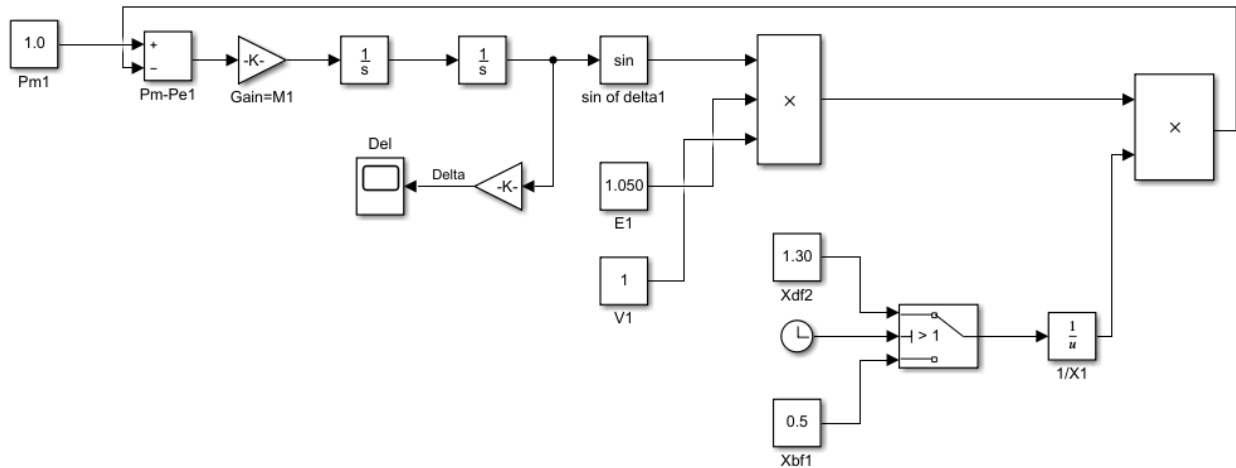 1.0
Pm1
+
−
Pm-Pe1
-K-
Gain=M1
1
s
1
s
sin
sin of delta1
×
×
Del
Delta
-K-
1.050
E1
1
V1
1.30
Xdf2
> 1
1
u
1/X1
0.5
Xbf1